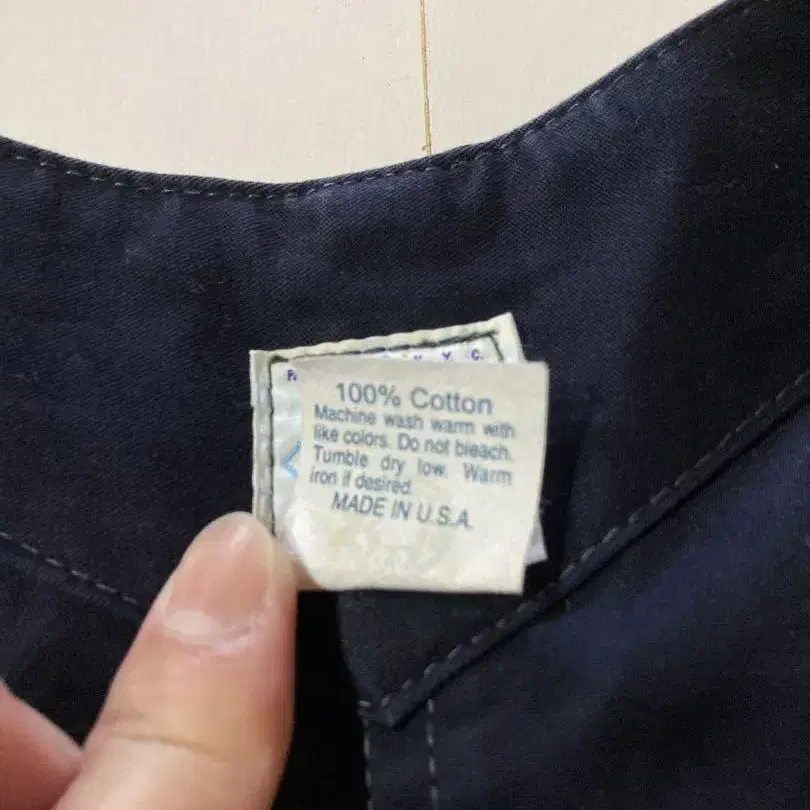 100% Cotton
Machine wash warm with
like colors. Do not bleach.
Tumble dry low. Warm
iron if desired
MADE IN U.S.A.